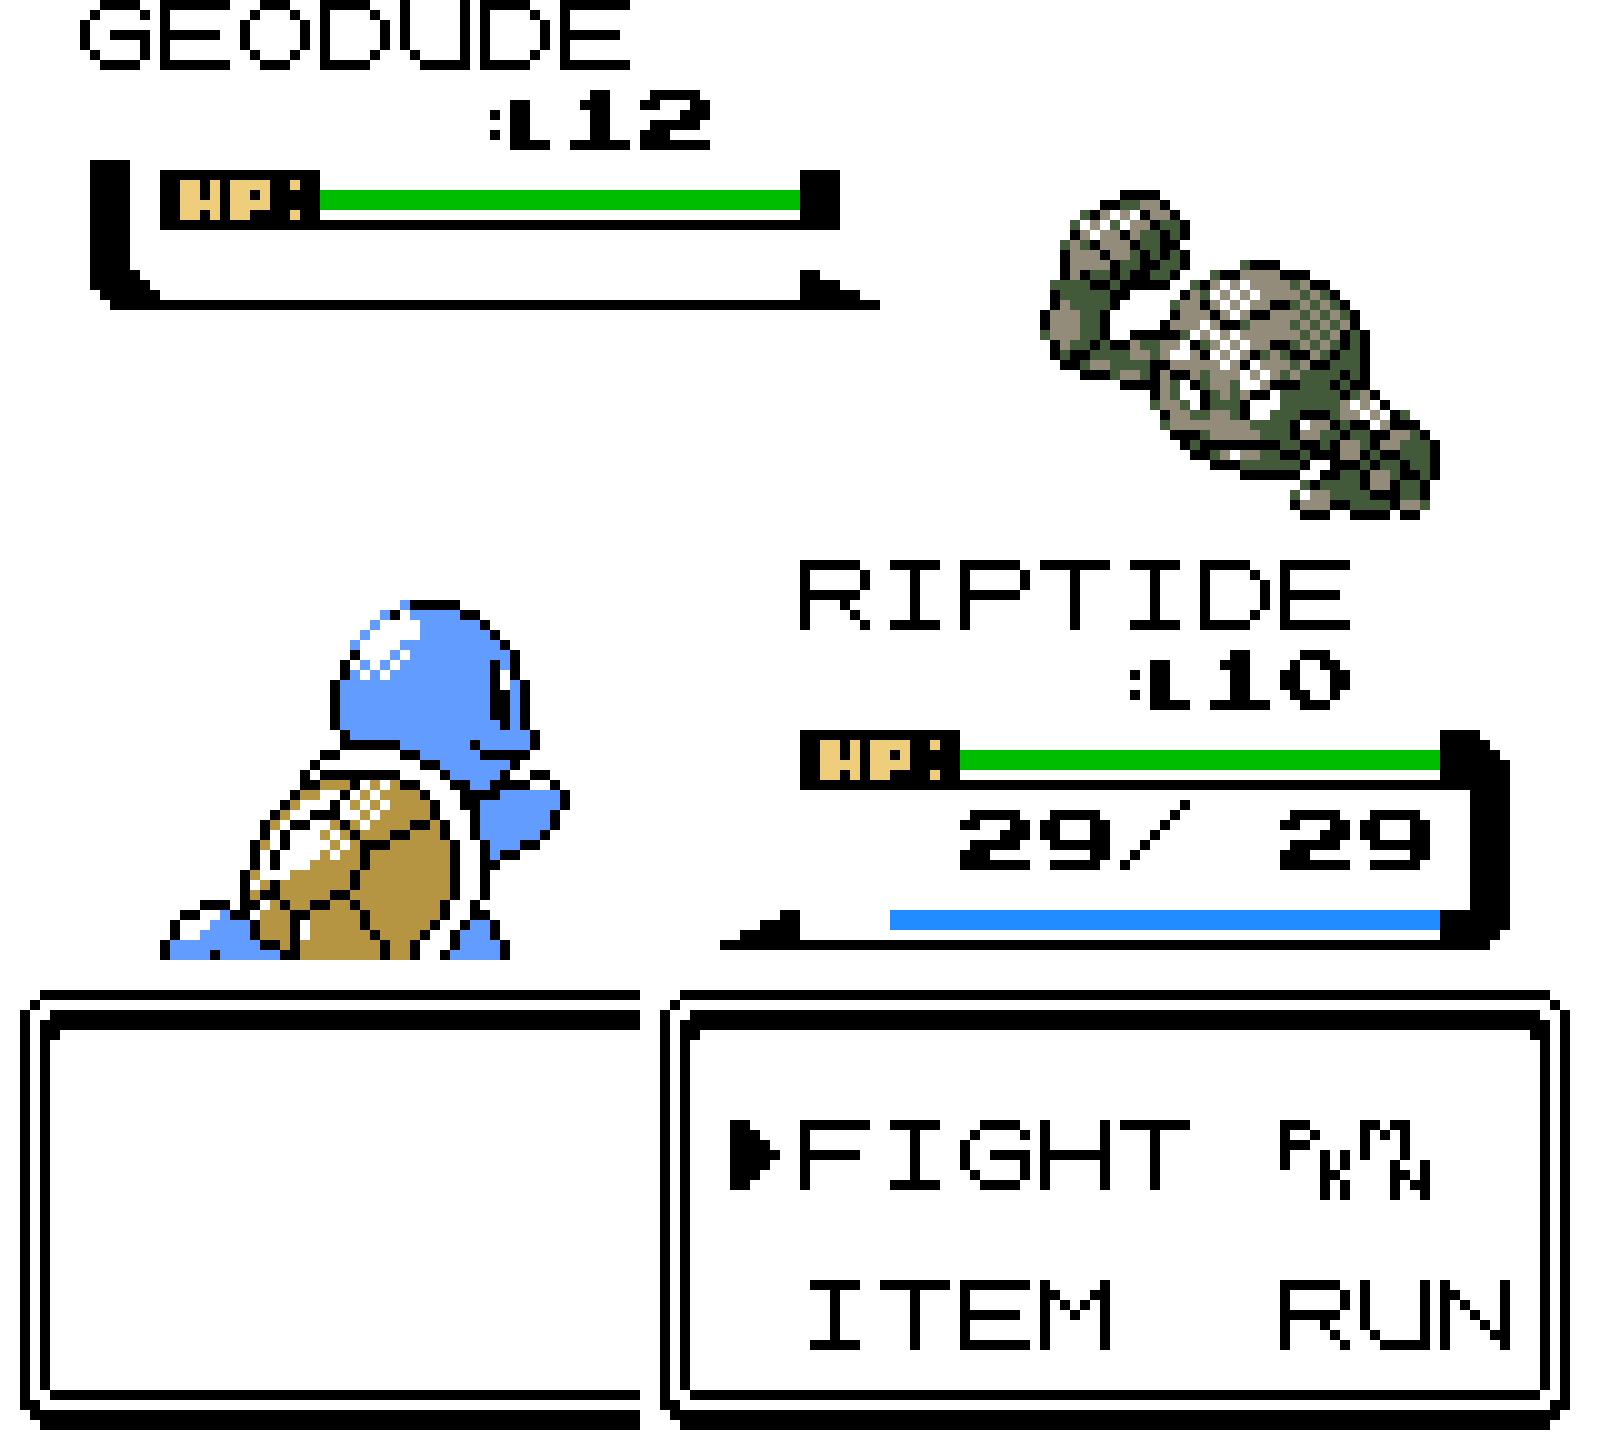 GEODUDE
:L12
HP:
RIPTIDE
:L10
HP:
29/ 29
▶FIGHT PKMN
ITEM RUN